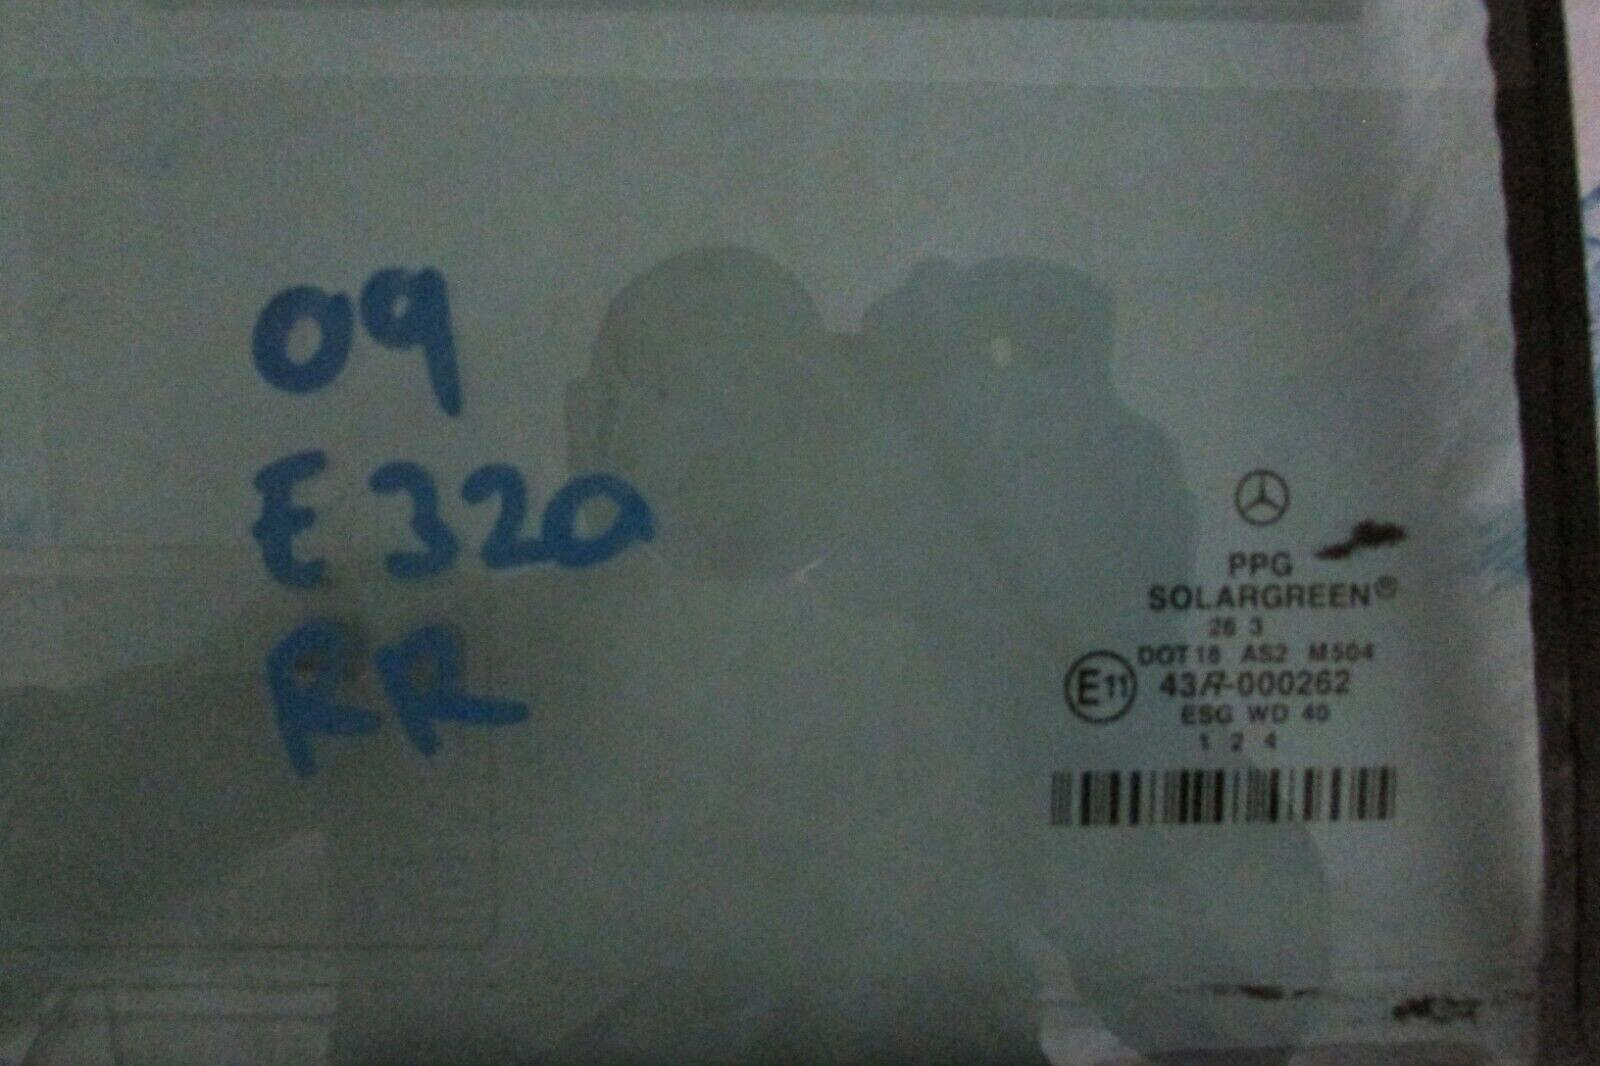 09
E320
RR
PPG
SOLARGREEN®
26 3
DOT 18 AS2 M504
E11 43R-000262
ESG WD 40
1 2 4